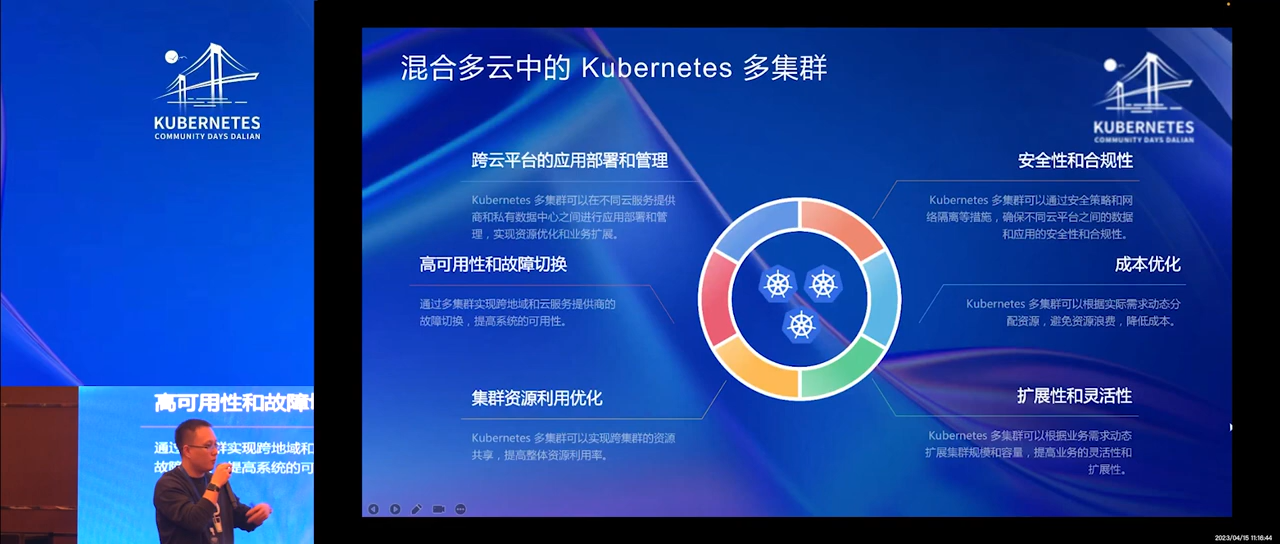 KUBERNETES
COMMUNITY DAYS DALIAN
高可用性和故障
通过
群实现跨地域和
故障
提高系统的可
混合多云中的 Kubernetes 多集群
KUBERNETES
COMMUNITY DAYS DALIAN
跨云平台的应用部署和管理
Kubernetes 多集群可以在不同云服务提供
商和私有数据中心之间进行应用部署和管
理，实现资源优化和业务扩展。
高可用性和故障切换
通过多集群实现跨地域和云服务提供商的
故障切换，提高系统的可用性。
集群资源利用优化
Kubernetes 多集群可以实现跨集群的资源
共享，提高整体资源利用率。
安全性和合规性
Kubernetes 多集群可以通过安全策略和网
络隔离等措施，确保不同云平台之间的数据
和应用的安全性和合规性。
成本优化
Kubernetes 多集群可以根据实际需求动态分
配资源，避免资源浪费，降低成本。
扩展性和灵活性
Kubernetes 多集群可以根据业务需求动态
扩展集群规模和容量，提高业务的灵活性和
扩展性。
2023/04/15 11:16:44